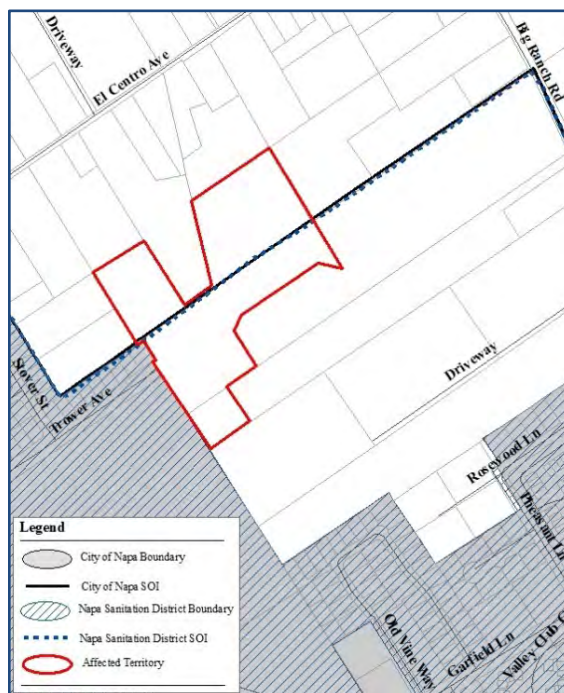 Driveway
El Centro Ave
Big Ranch Rd
Stover St
Trower Ave
Driveway
Rosewood Ln
Pheasant Ln
Old Vine Way
Garfield Ln
Valley Club C
Legend
City of Napa Boundary
City of Napa SOI
Napa Sanitation District Boundary
Napa Sanitation District SOI
Affected Territory